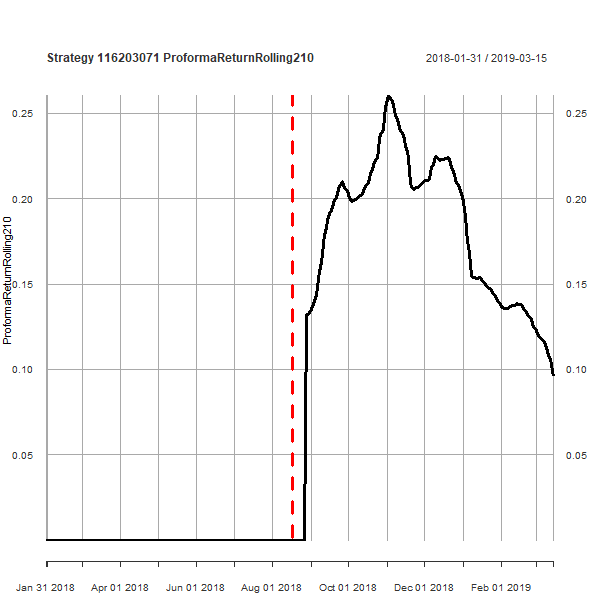 Strategy 116203071 ProformaReturnRolling210 2018-01-31 / 2019-03-15
0.25 0.25
0.20 0.20
0.15 0.15
0.10 0.10
0.05 0.05
ProformaReturnRolling210
Jan 31 2018 Apr 01 2018 Jun 01 2018 Aug 01 2018 Oct 01 2018 Dec 01 2018 Feb 01 2019